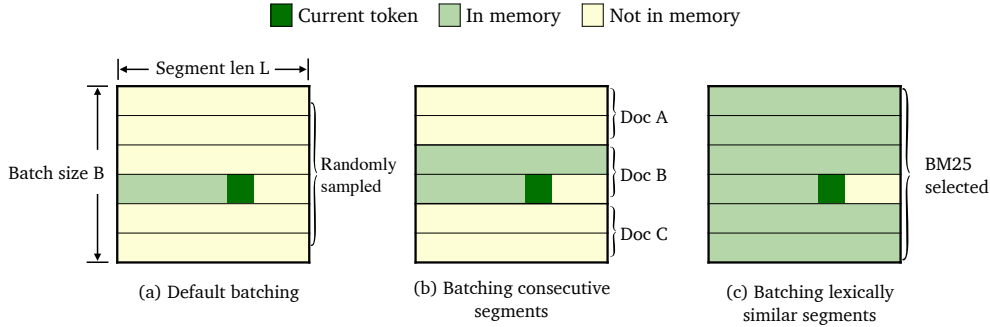 Current token
In memory
Not in memory
Segment len L
Batch size B
Randomly
sampled
Doc A
Doc B
Doc C
BM25
selected
(a) Default batching
(b) Batching consecutive
segments
(c) Batching lexically
similar segments